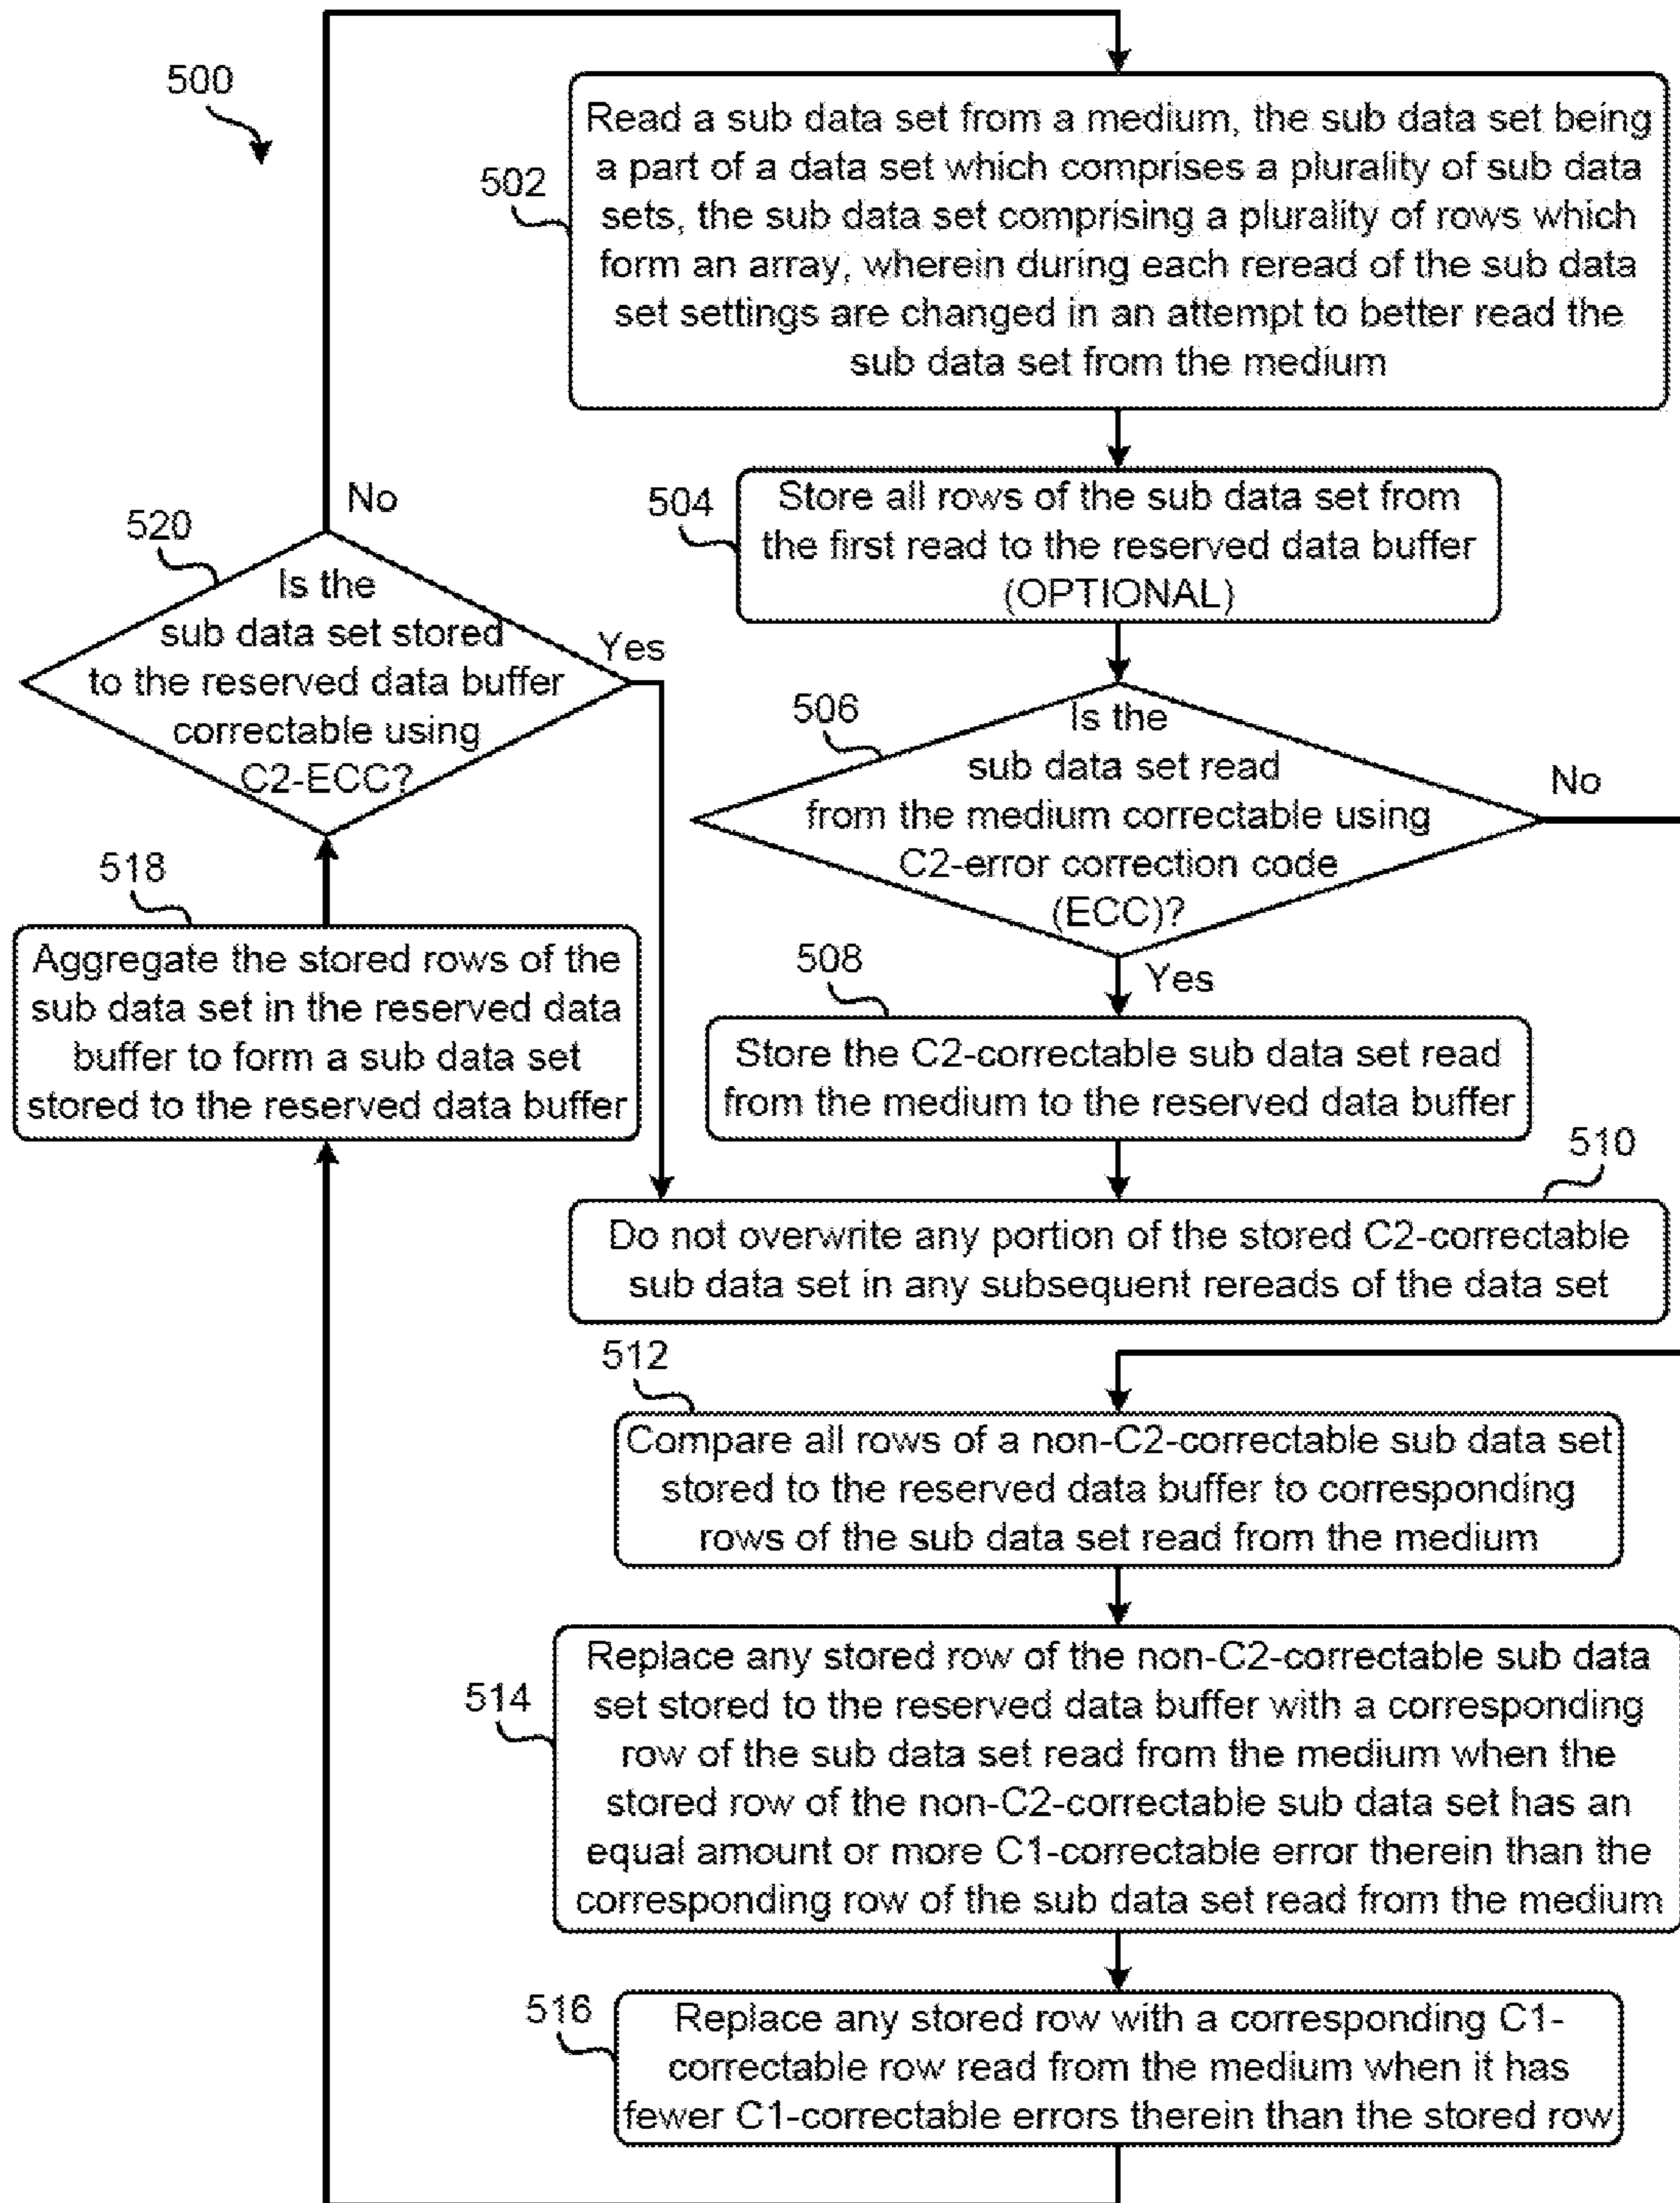 500
502
Read a sub data set from a medium, the sub data set being
a part of a data set which comprises a plurality of sub data
sets, the sub data set comprising a plurality of rows which
form an array, wherein during each reread of the sub data
set settings are changed in an attempt to better read the
sub data set from the medium
504
Store all rows of the sub data set from
the first read to the reserved data buffer
(OPTIONAL)
506
Is the
sub data set read
from the medium correctable using
C2-error correction code
(ECC)?
No
Yes
508
Store the C2-correctable sub data set read
from the medium to the reserved data buffer
510
Do not overwrite any portion of the stored C2-correctable
sub data set in any subsequent rereads of the data set
512
Compare all rows of a non-C2-correctable sub data set
stored to the reserved data buffer to corresponding
rows of the sub data set read from the medium
514
Replace any stored row of the non-C2-correctable sub data
set stored to the reserved data buffer with a corresponding
row of the sub data set read from the medium when the
stored row of the non-C2-correctable sub data set has an
equal amount or more C1-correctable error therein than the
corresponding row of the sub data set read from the medium
516
Replace any stored row with a corresponding C1-
correctable row read from the medium when it has
fewer C1-correctable errors therein than the stored row
518
Aggregate the stored rows of the
sub data set in the reserved data
buffer to form a sub data set
stored to the reserved data buffer
520
Is the
sub data set stored
to the reserved data buffer
correctable using
C2-ECC?
No
Yes